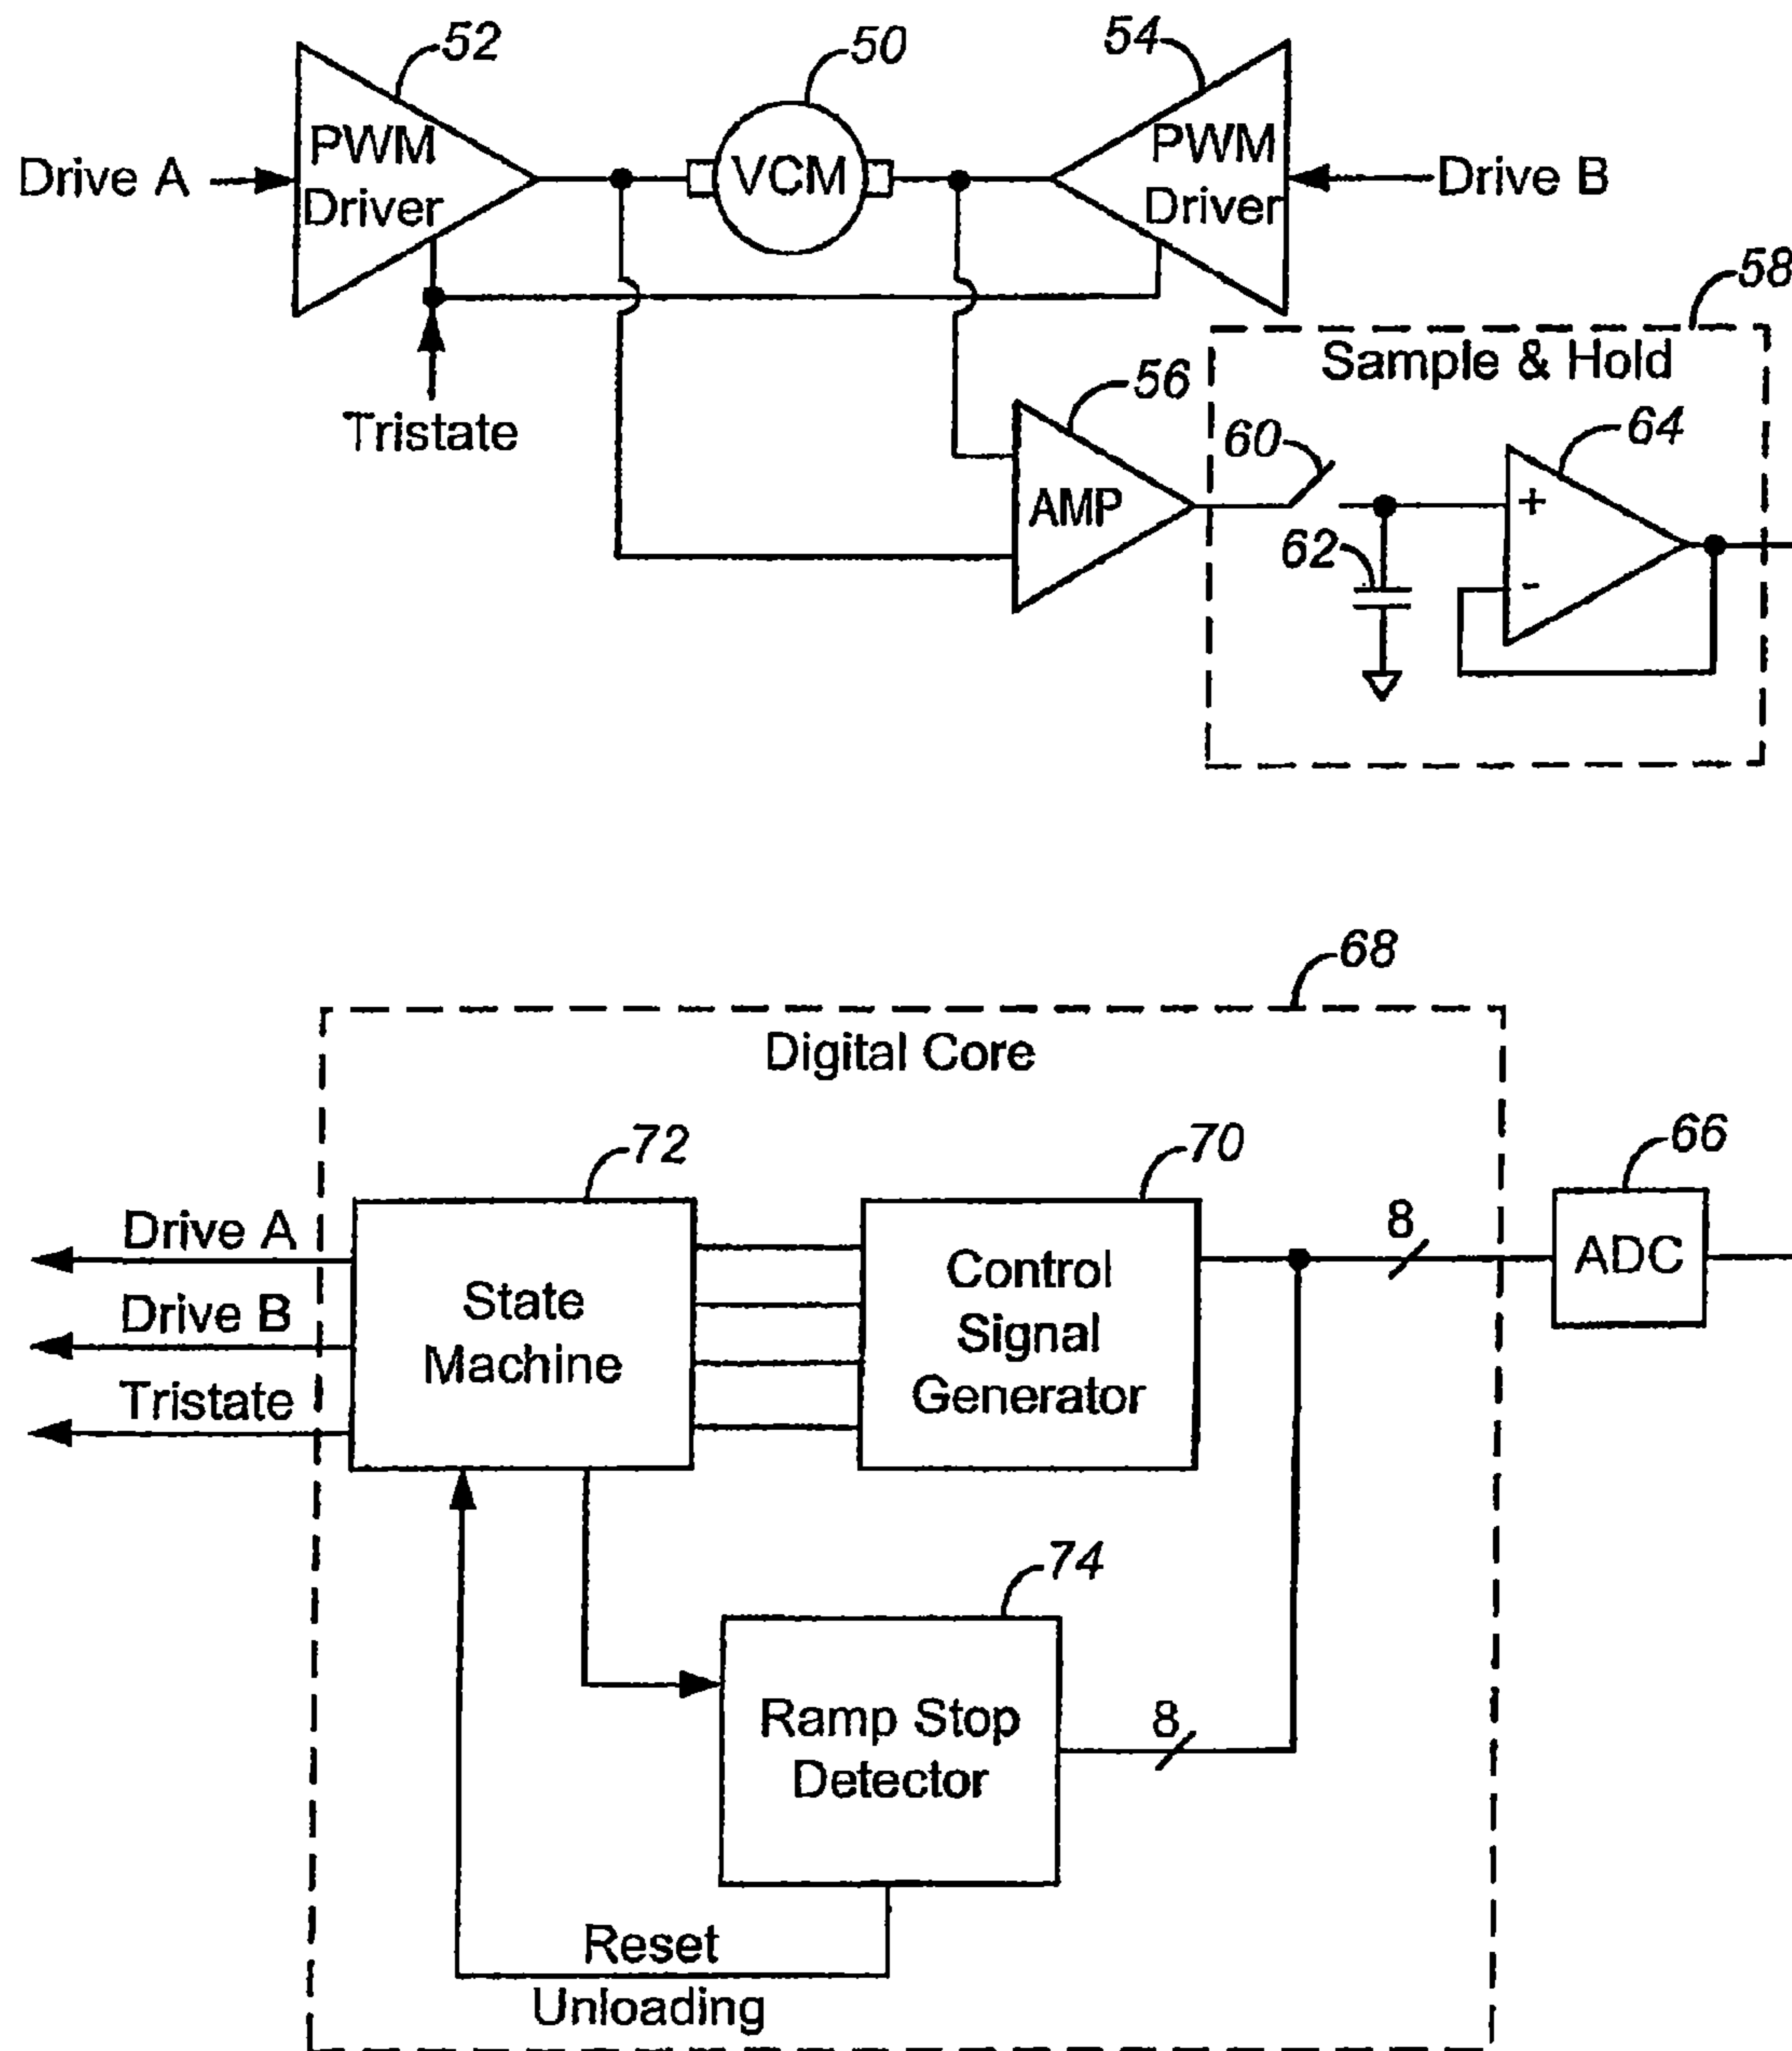 52
50
54
PWM
Driver
VCM
PWM
Driver
Drive A
Drive B
58
Tristate
Sample & Hold
56
60
64
AMP
+
62
-
68
Digital Core
72
70
66
Drive A
Drive B
Tristate
State
Machine
Control
Signal
Generator
8
ADC
74
Ramp Stop
Detector
8
Reset
Unloading